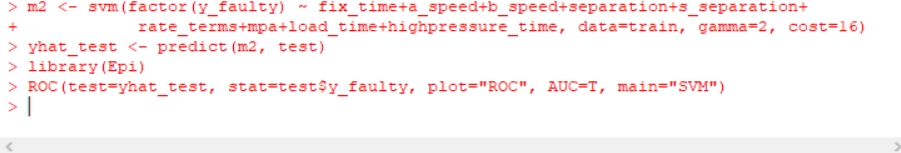 > m2 <- svm(factor(y_faulty) ~ fix_time+a_speed+b_speed+separation+s_separation+
+            rate_terms+mpa+load_time+highpressure_time, data=train, gamma=2, cost=16)
> yhat_test <- predict(m2, test)
> library(Epi)
> ROC(test=yhat_test, stat=test$y_faulty, plot="ROC", AUC=T, main="SVM")
>